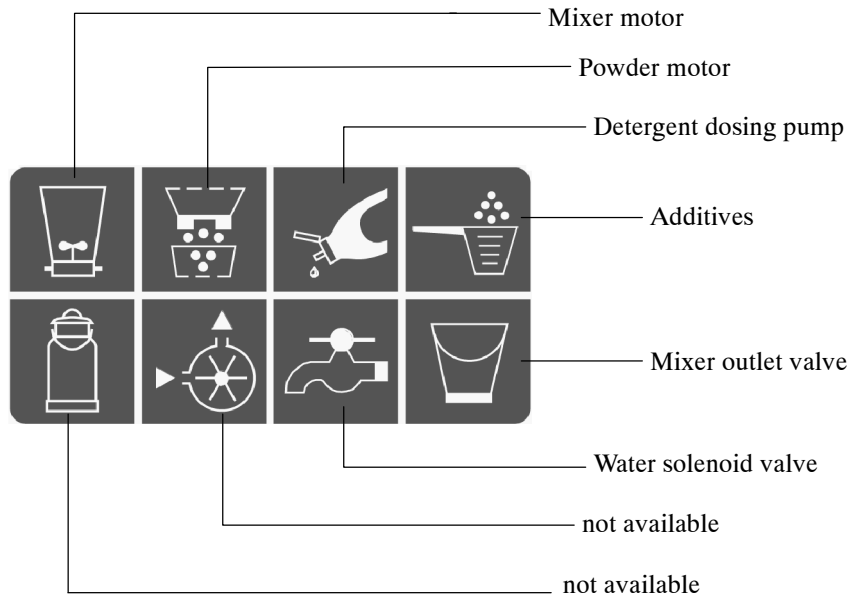 Mixer motor
Powder motor
Detergent dosing pump
Additives
Mixer outlet valve
Water solenoid valve
not available
not available